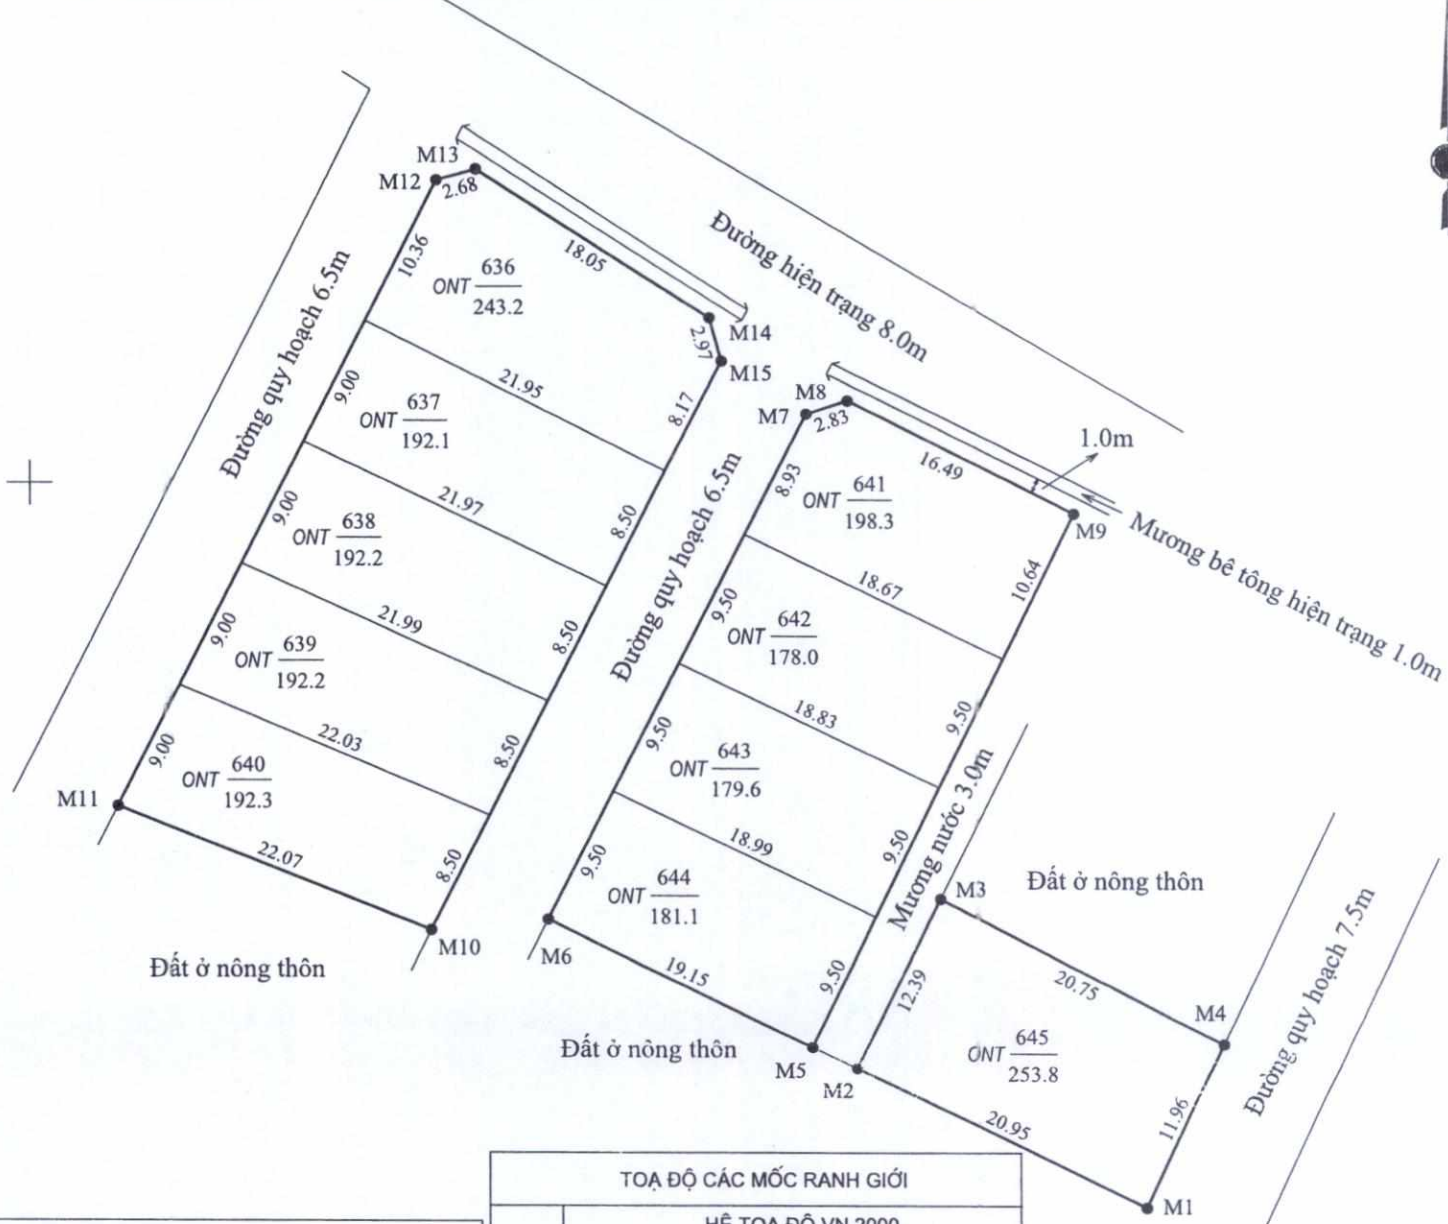 M13
M12
2.68
10.36
18.05
ONT 636
243.2
Đường hiện trạng 8.0m
Đường quy hoạch 6.5m
M14
2.97
M15
21.95
9.00
ONT 637
192.1
8.17
M8
M7
2.83
16.49
1.0m
Mương bê tông hiện trạng 1.0m
M9
8.93
ONT 641
198.3
10.64
21.97
9.00
ONT 638
192.2
8.50
Đường quy hoạch 6.5m
18.67
9.50
ONT 642
178.0
9.50
21.99
9.00
ONT 639
192.2
8.50
18.83
9.50
ONT 643
179.6
9.50
22.03
9.00
ONT 640
192.3
8.50
M11
22.07
8.50
M10
Đất ở nông thôn
18.99
9.50
ONT 644
181.1
9.50
M6
19.15
Đất ở nông thôn
M5
Mương nước 3.0m
M3
Đất ở nông thôn
12.39
20.75
M4
ONT 645
253.8
M2
20.95
11.96
M1
Đường quy hoạch 7.5m
TOẠ ĐỘ CÁC MỐC RANH GIỚI
HỆ TOẠ ĐỘ VN 2000